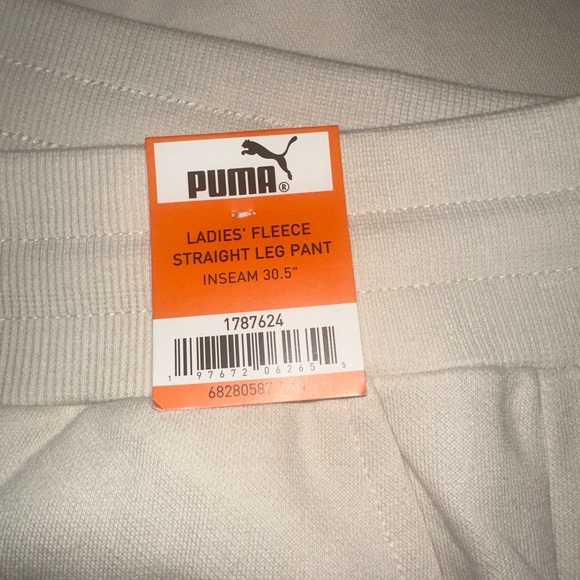 PUMA®
LADIES' FLEECE
STRAIGHT LEG PANT
INSEAM 30.5"
1787624
1 97672 06265 5